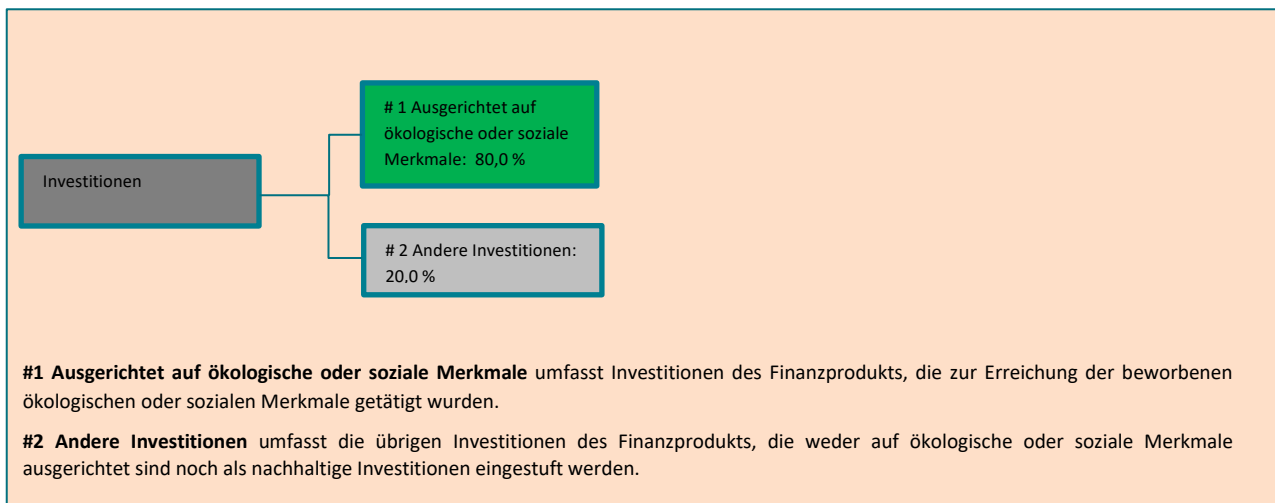 # 1 Ausgerichtet auf
ökologische oder soziale
Merkmale: 80,0 %
Investitionen
# 2 Andere Investitionen:
20,0 %
#1 Ausgerichtet auf ökologische oder soziale Merkmale umfasst Investitionen des Finanzprodukts, die zur Erreichung der beworbenen
ökologischen oder sozialen Merkmale getätigt wurden.
#2 Andere Investitionen umfasst die übrigen Investitionen des Finanzprodukts, die weder auf ökologische oder soziale Merkmale
ausgerichtet sind noch als nachhaltige Investitionen eingestuft werden.